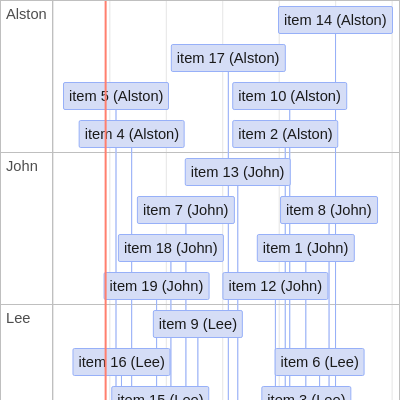 Alston
item 14 (Alston)
item 17 (Alston)
item 5 (Alston)
item 10 (Alston)
item 4 (Alston)
item 2 (Alston)
John
item 13 (John)
item 7 (John)
item 8 (John)
item 18 (John)
item 1 (John)
item 19 (John)
item 12 (John)
Lee
item 9 (Lee)
item 16 (Lee)
item 6 (Lee)
item 15 (Lee)
item 3 (Lee)